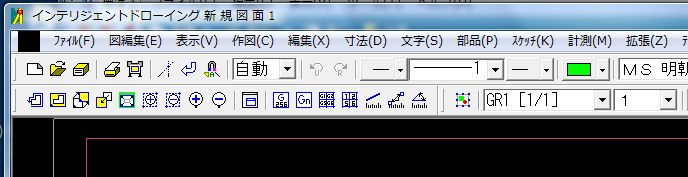 インテリジェントドローイング 新 規 図 面 1
ファイル(F) 図編集(E) 表示(V) 作図(C) 編集(X) 寸法(D) 文字(S) 部品(P) スケッチ(K) 計測(M) 拡張(Z)
自動 1 ＭＳ 明朝
GR1 [1/1] 1